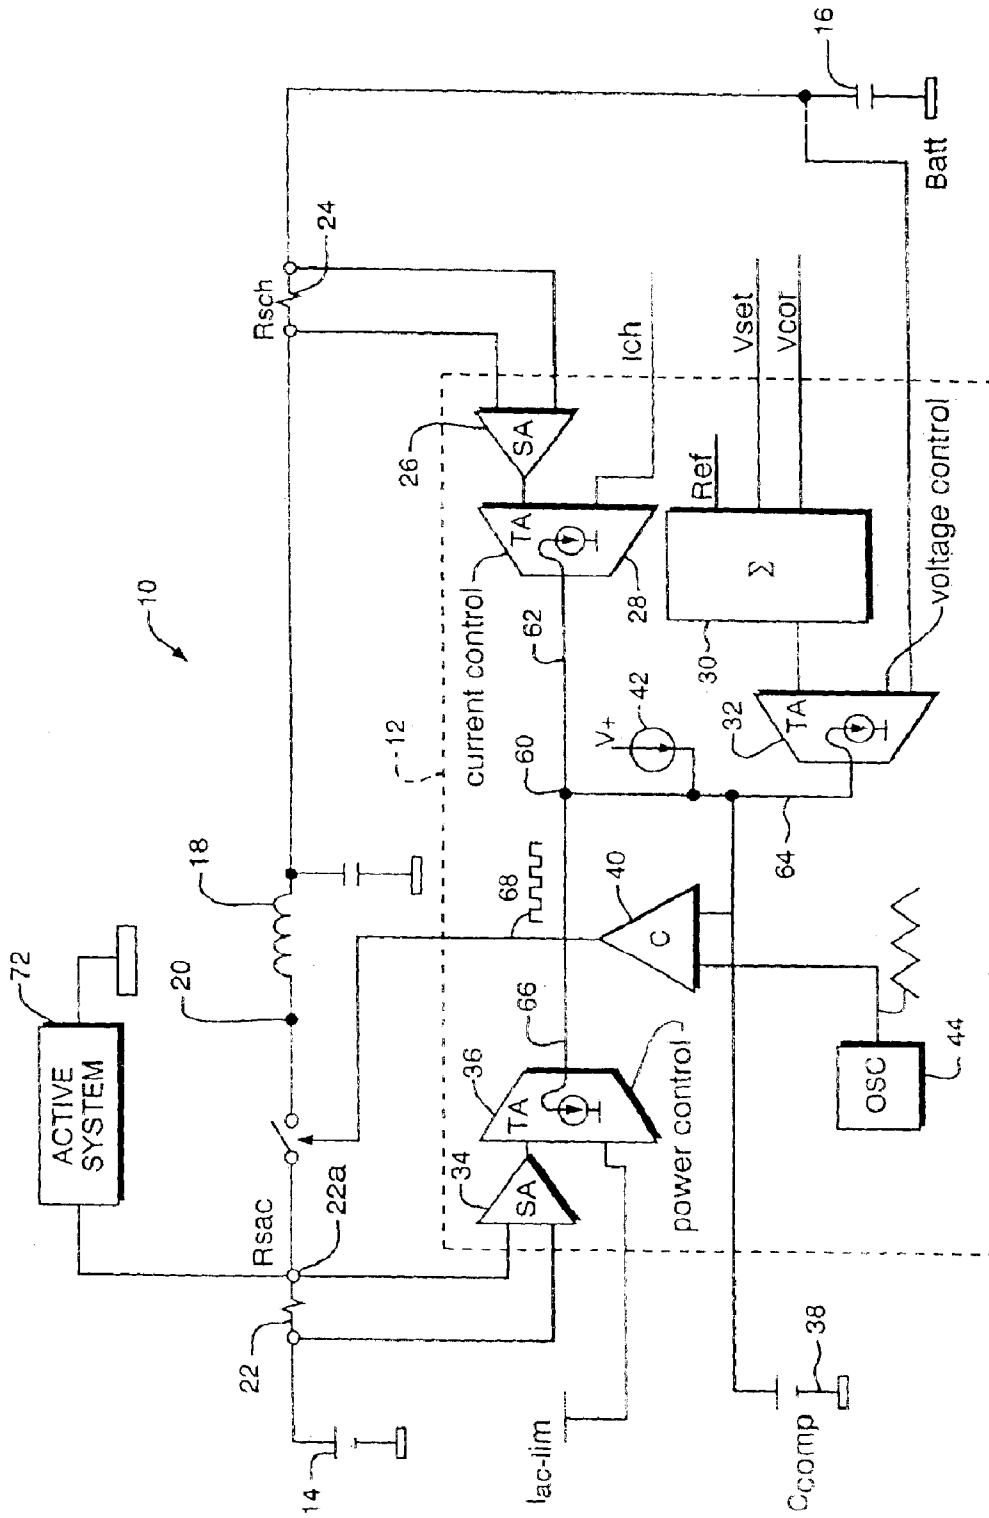 10
72
ACTIVE
SYSTEM
20
18
Rsac
22a
22
14
Rsch
24
16
Batt
12
26
SA
TA
current control
28
62
60
Ich
Ref
Vset
Vcor
Σ
30
V+
42
32
TA
voltage control
64
68
40
C
66
36
TA
34
SA
power control
OSC
44
Iac-lim
Ccomp
38